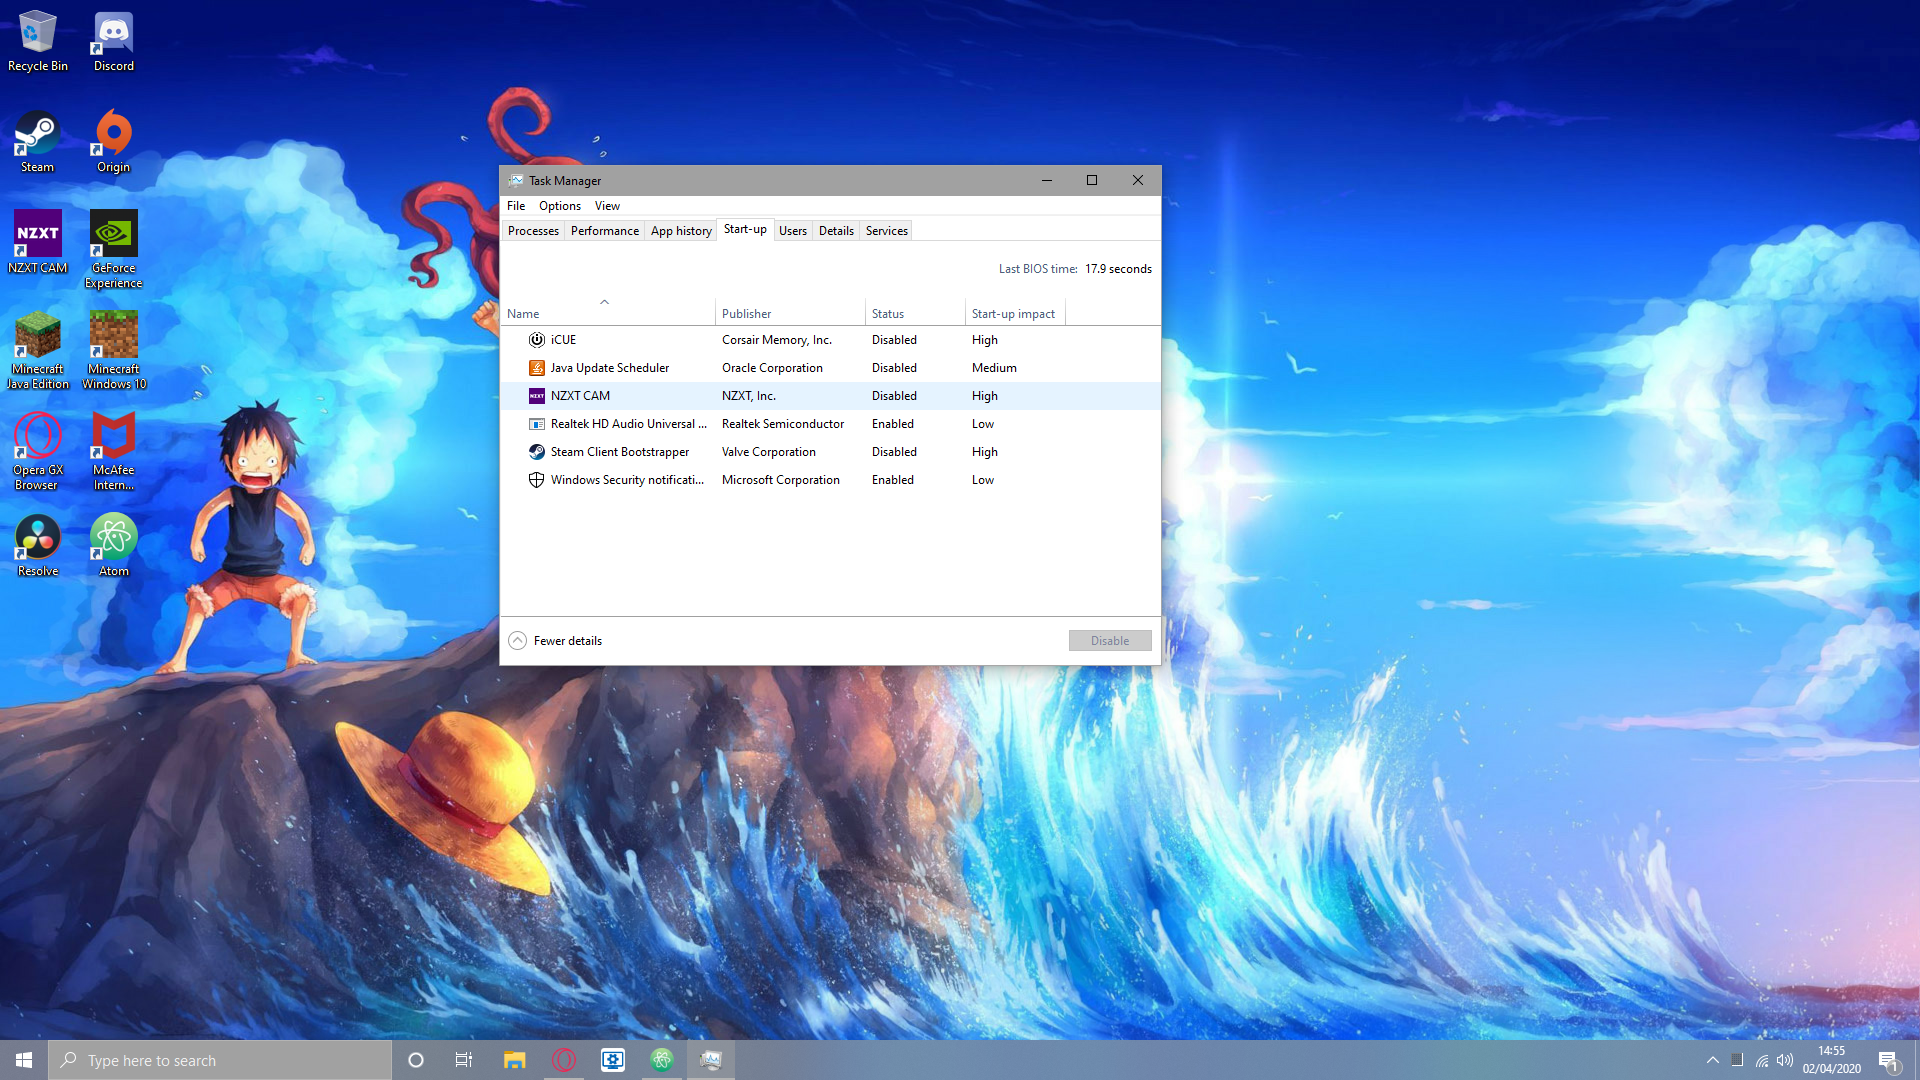 Recycle Bin
Discord
Steam
Origin
NZXT
NZXT CAM
GeForce
Experience
Minecraft
Java Edition
Minecraft
Windows 10
Opera GX
Browser
McAfee
Intern...
Resolve
Atom
Task Manager
File Options View
Processes Performance App history Start-up Users Details Services
Last BIOS time: 17.9 seconds
Name Publisher Status Start-up impact
iCUE Corsair Memory, Inc. Disabled High
Java Update Scheduler Oracle Corporation Disabled Medium
NZXT NZXT CAM NZXT, Inc. Disabled High
Realtek HD Audio Universal ... Realtek Semiconductor Enabled Low
Steam Client Bootstrapper Valve Corporation Disabled High
Windows Security notificati... Microsoft Corporation Enabled Low
Fewer details Disable
Type here to search
14:55
02/04/2020
1